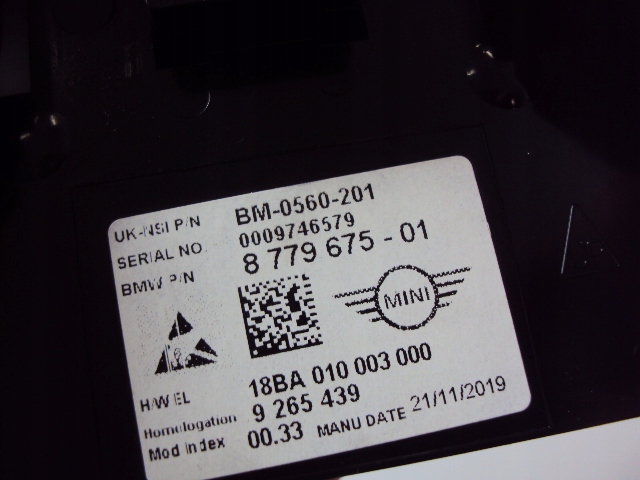 UK-NSI P/N BM-0560-201
SERIAL NO. 0009746579
BMW P/N 8 779 675 - 01
MINI
HW EL 18BA 010 003 000
Homologation 9 265 439
Mod Index 00.33 MANU DATE 21/11/2019